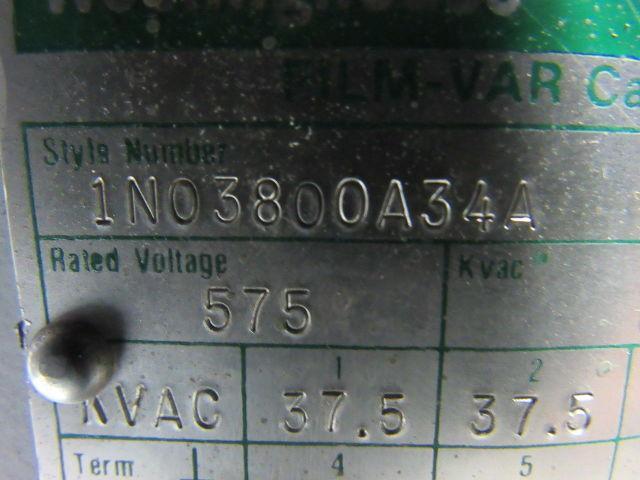 Westinghouse
FILM-VAR Ca
Style Number
1N03800A34A
Rated Voltage
Kvac
575
1 2
KVAC 37.5 37.5
Term 4 5